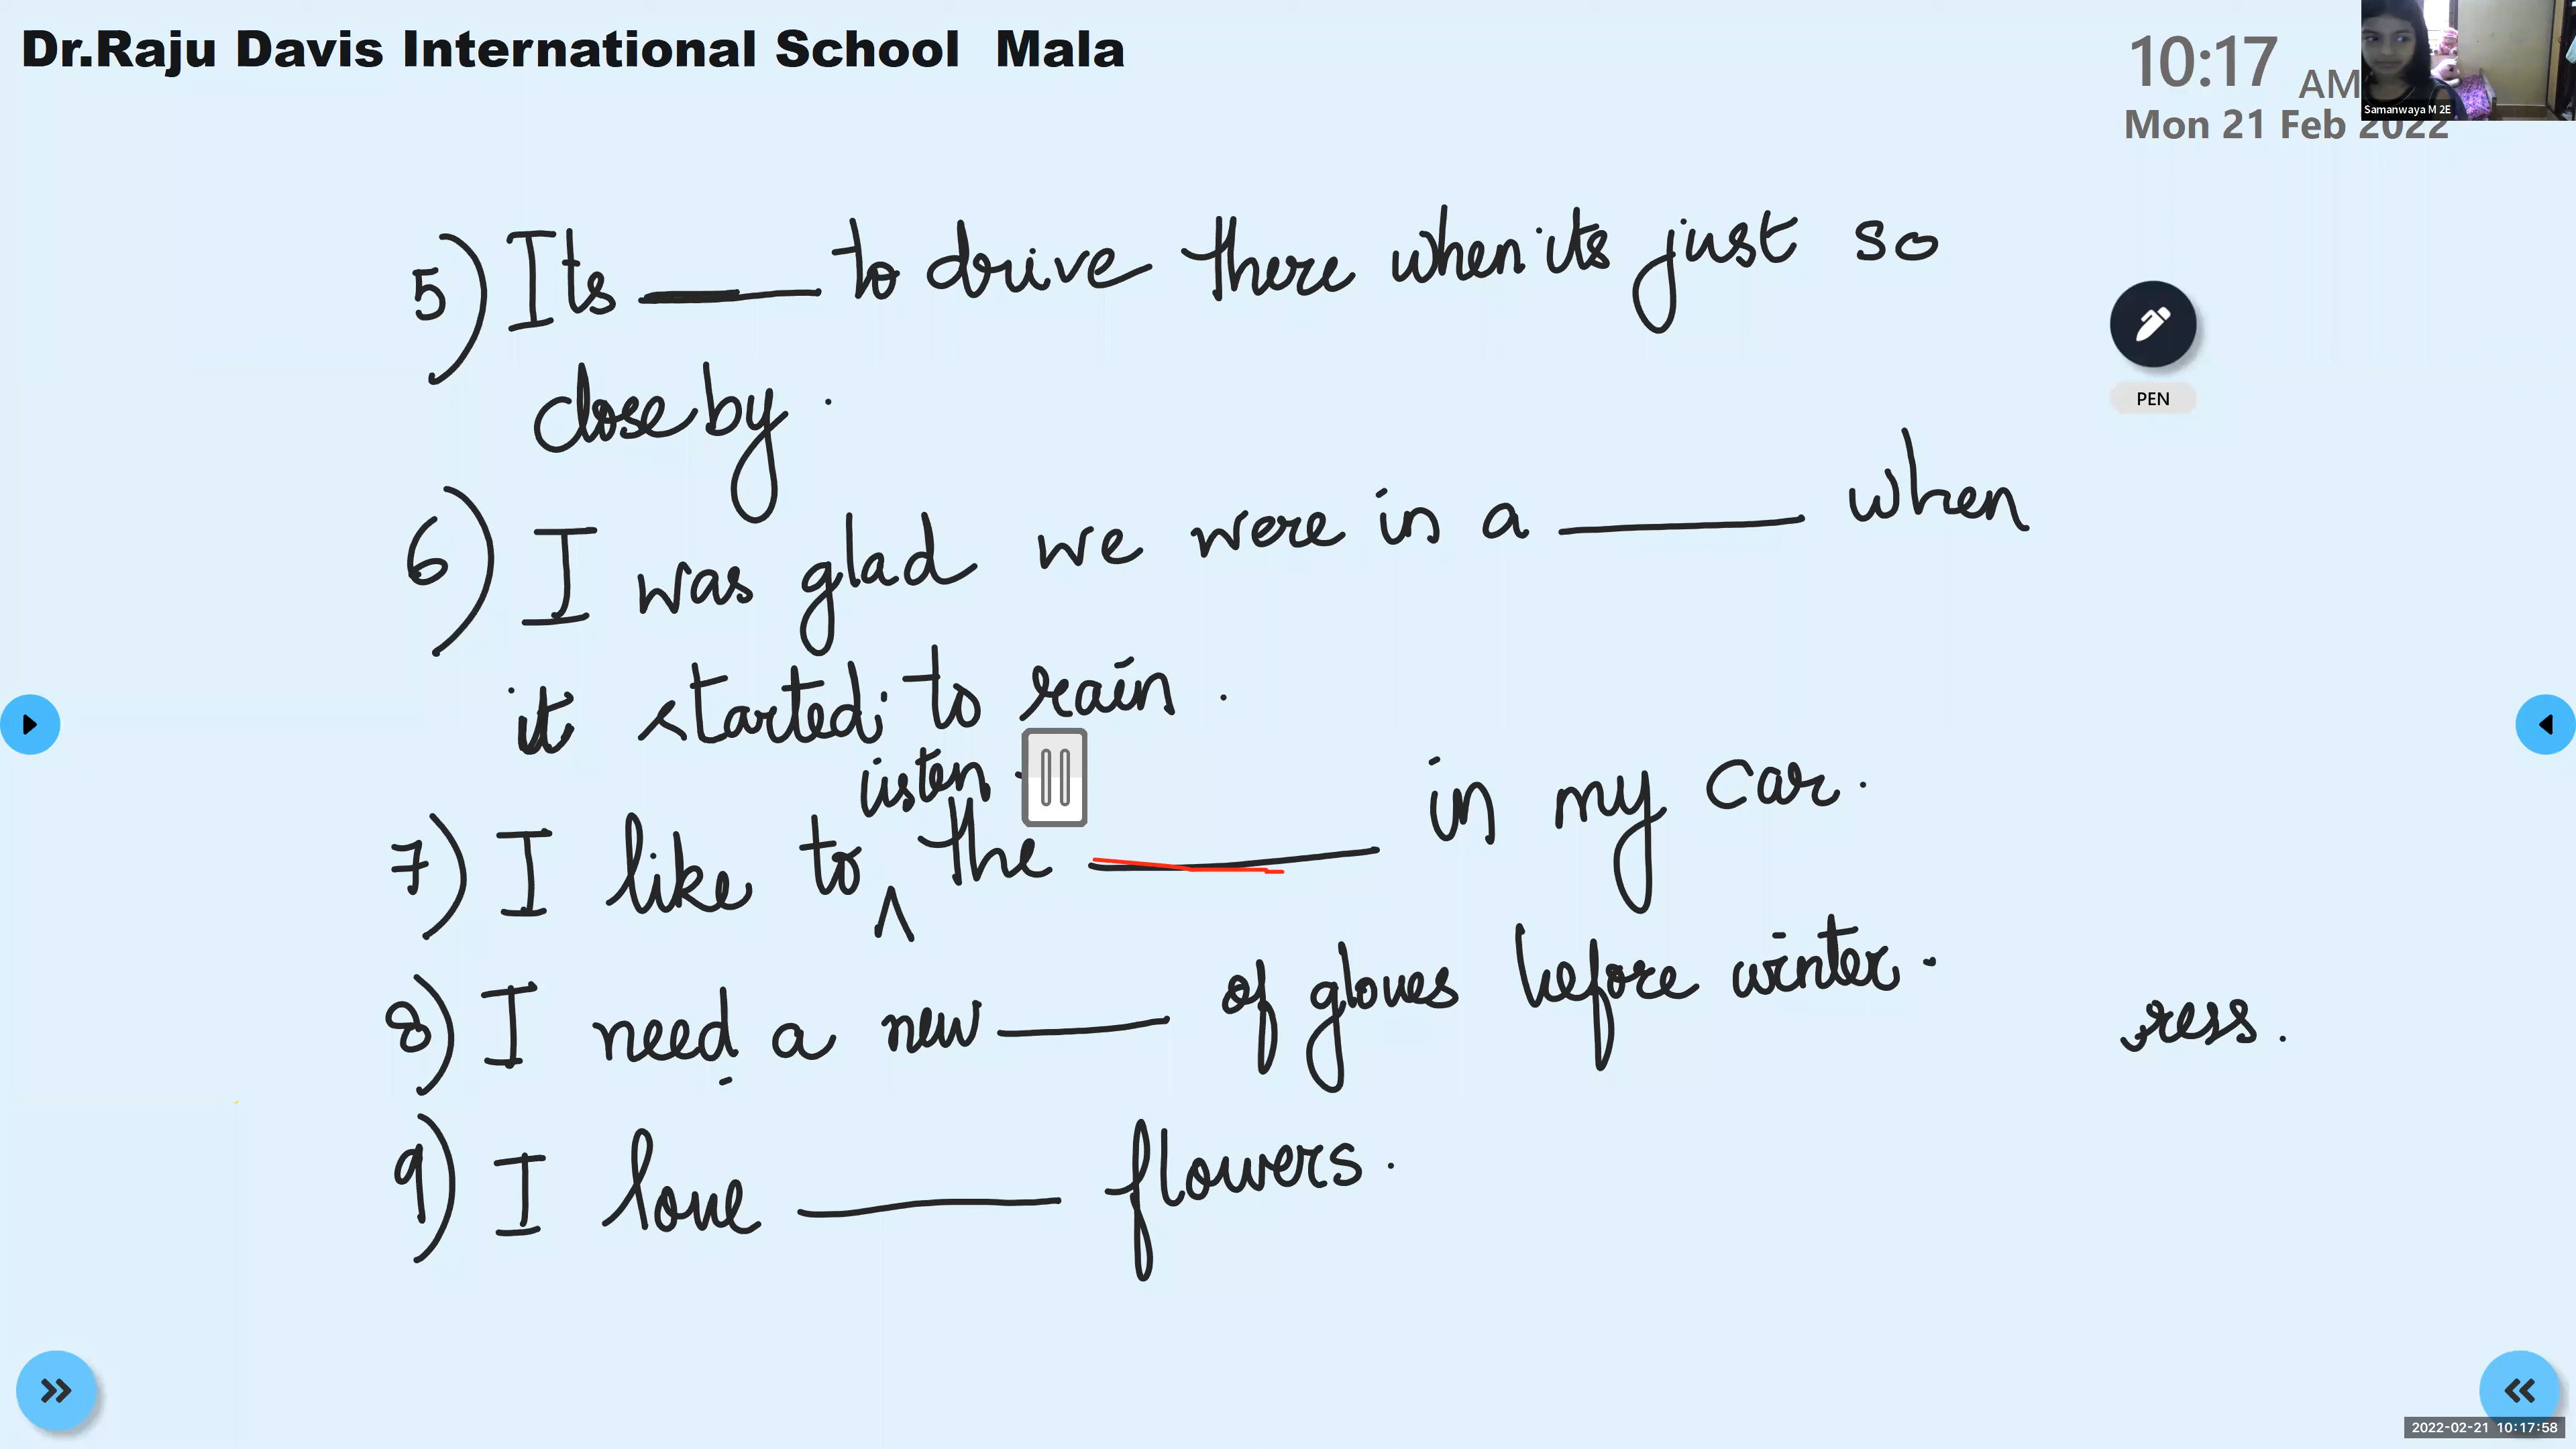 Dr.Raju Davis International School Mala
10:17 AM
Mon 21 Feb 2022
Samanwaya M 2E
5) Its ____ to drive there when its just so
close by.
PEN
6) I was glad we were in a ____ when
it started to rain.
listen
7) I like to ^ the ____ in my car.
8) I need a new ____ of gloves before winter.
ress.
9) I love ____ flowers.
2022-02-21 10:17:58